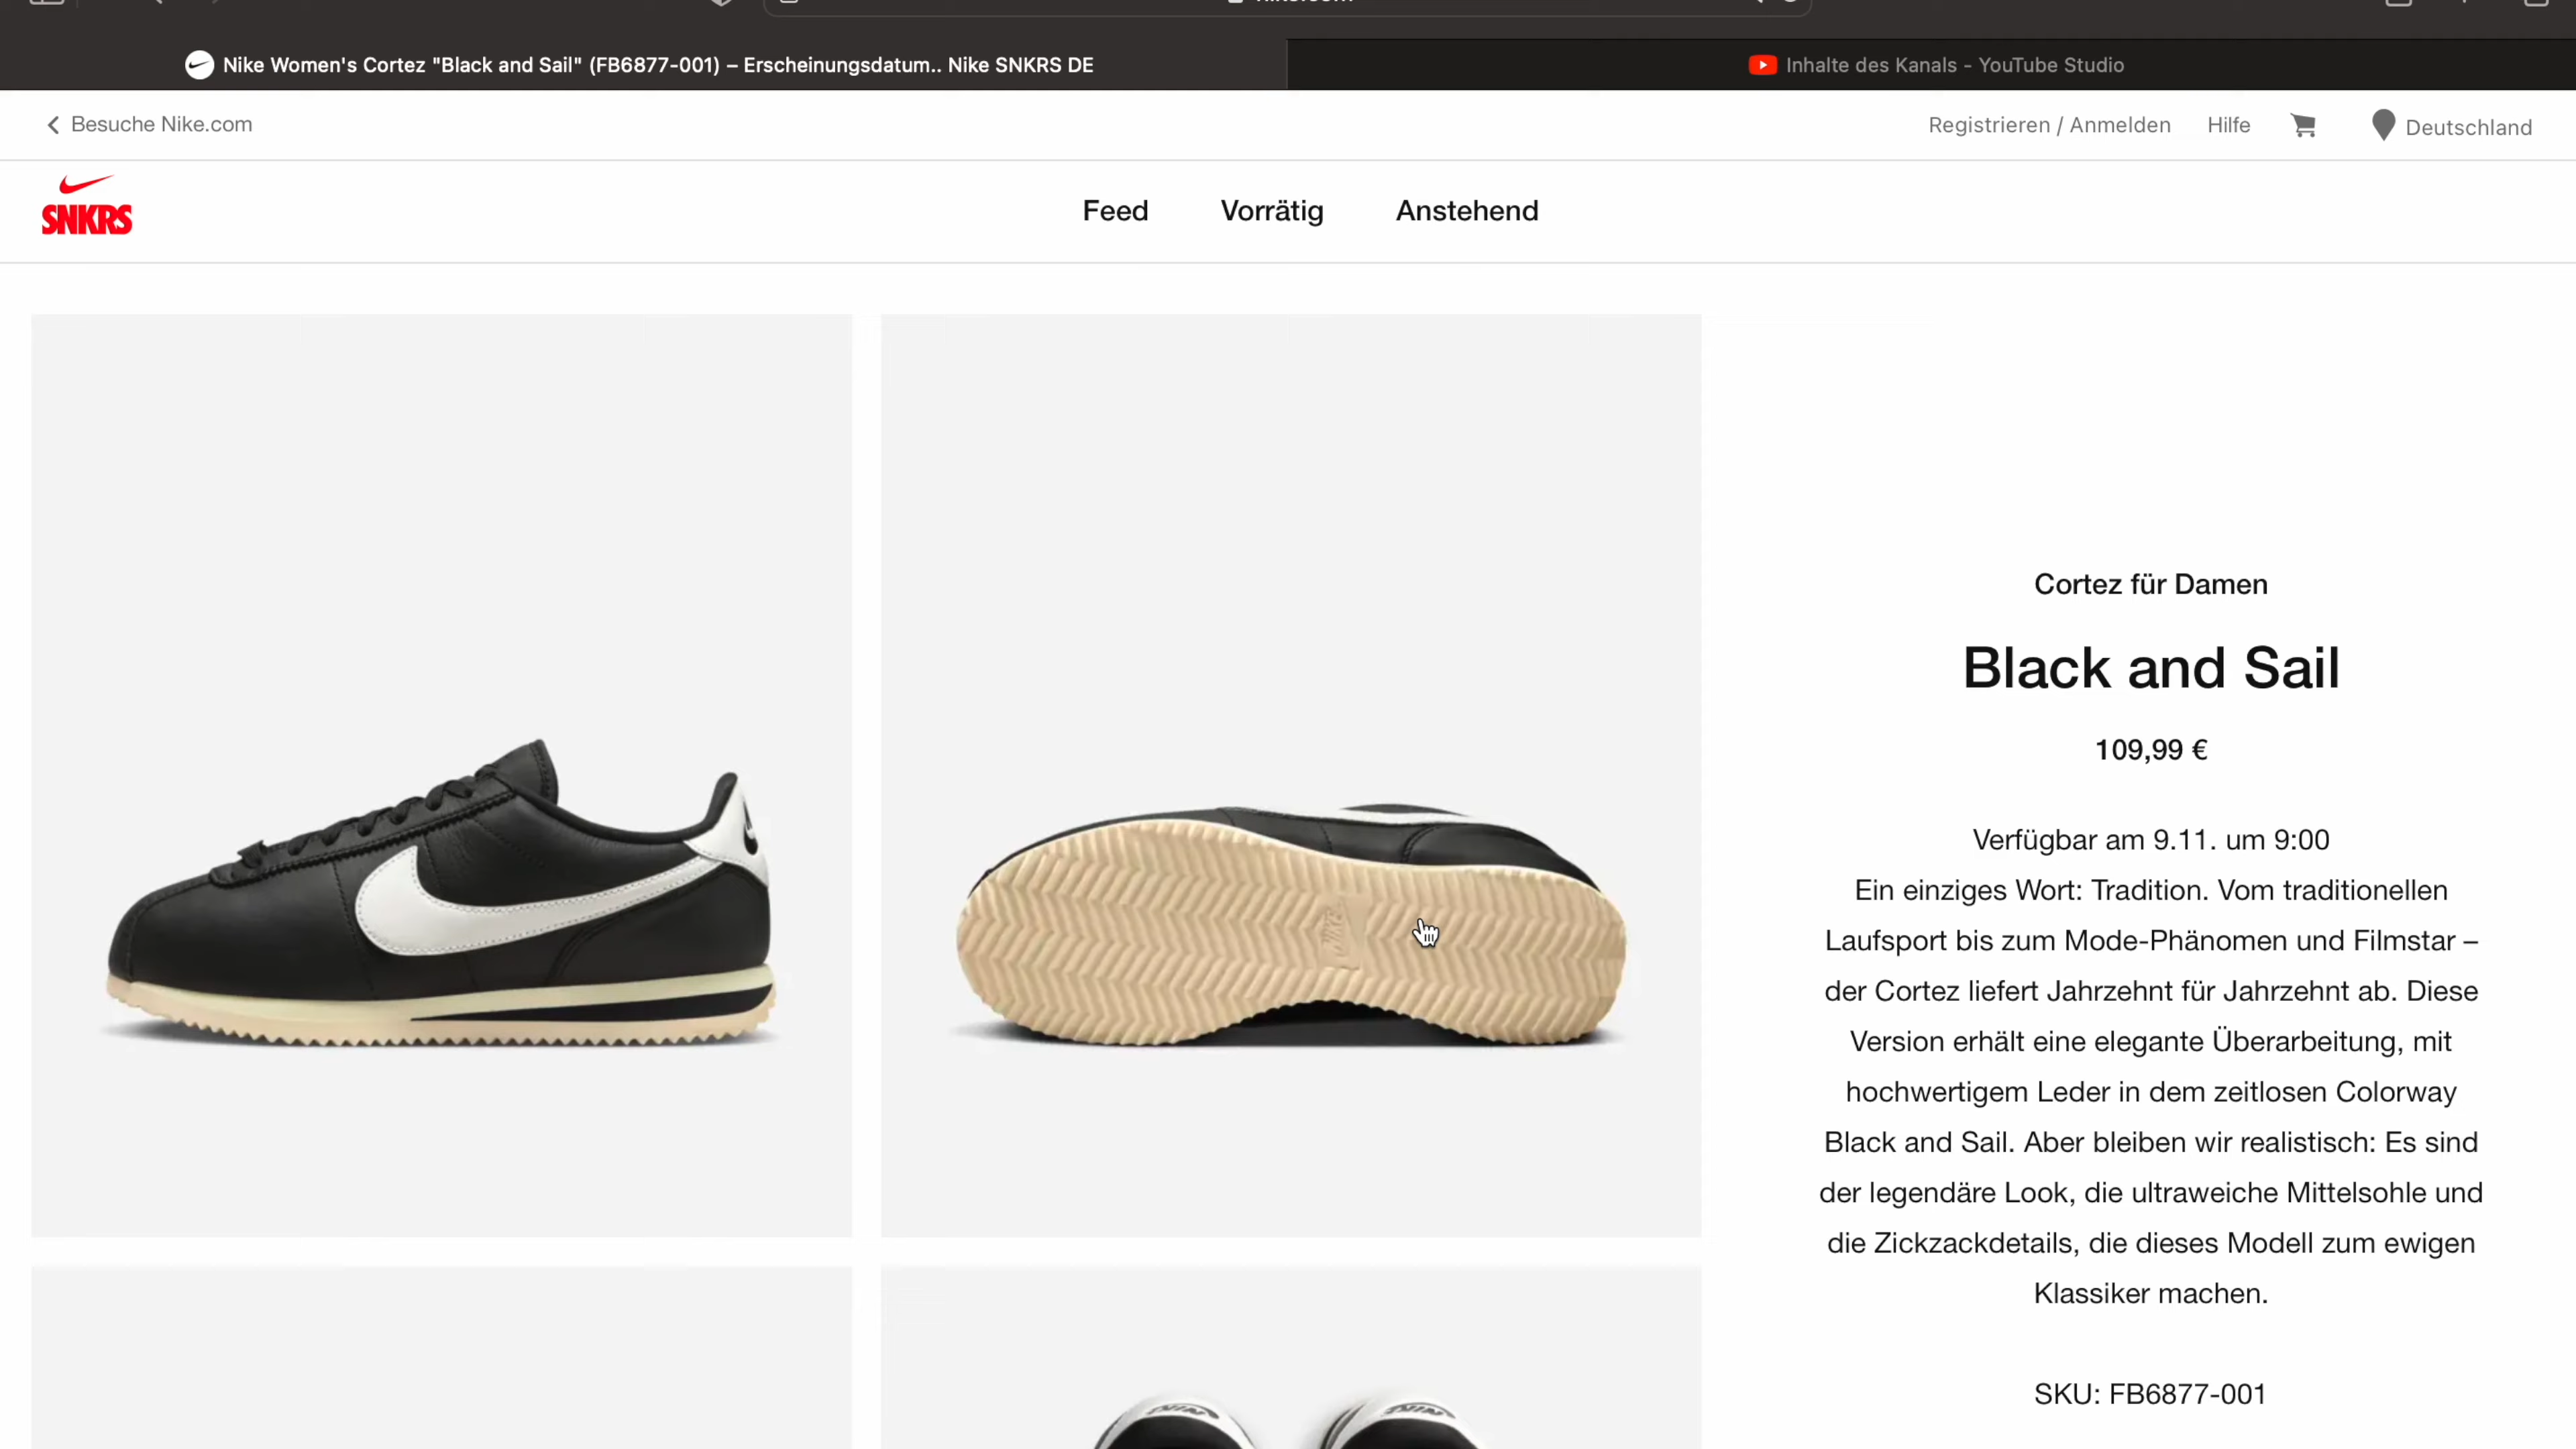 Nike Women's Cortez "Black and Sail" (FB6877-001) – Erscheinungsdatum.. Nike SNKRS DE
Inhalte des Kanals - YouTube Studio
Besuche Nike.com
Registrieren / Anmelden
Hilfe
Deutschland
SNKRS
Feed
Vorrätig
Anstehend
Cortez für Damen
Black and Sail
109,99 €
Verfügbar am 9.11. um 9:00
Ein einziges Wort: Tradition. Vom traditionellen
Laufsport bis zum Mode-Phänomen und Filmstar –
der Cortez liefert Jahrzehnt für Jahrzehnt ab. Diese
Version erhält eine elegante Überarbeitung, mit
hochwertigem Leder in dem zeitlosen Colorway
Black and Sail. Aber bleiben wir realistisch: Es sind
der legendäre Look, die ultraweiche Mittelsohle und
die Zickzackdetails, die dieses Modell zum ewigen
Klassiker machen.
SKU: FB6877-001